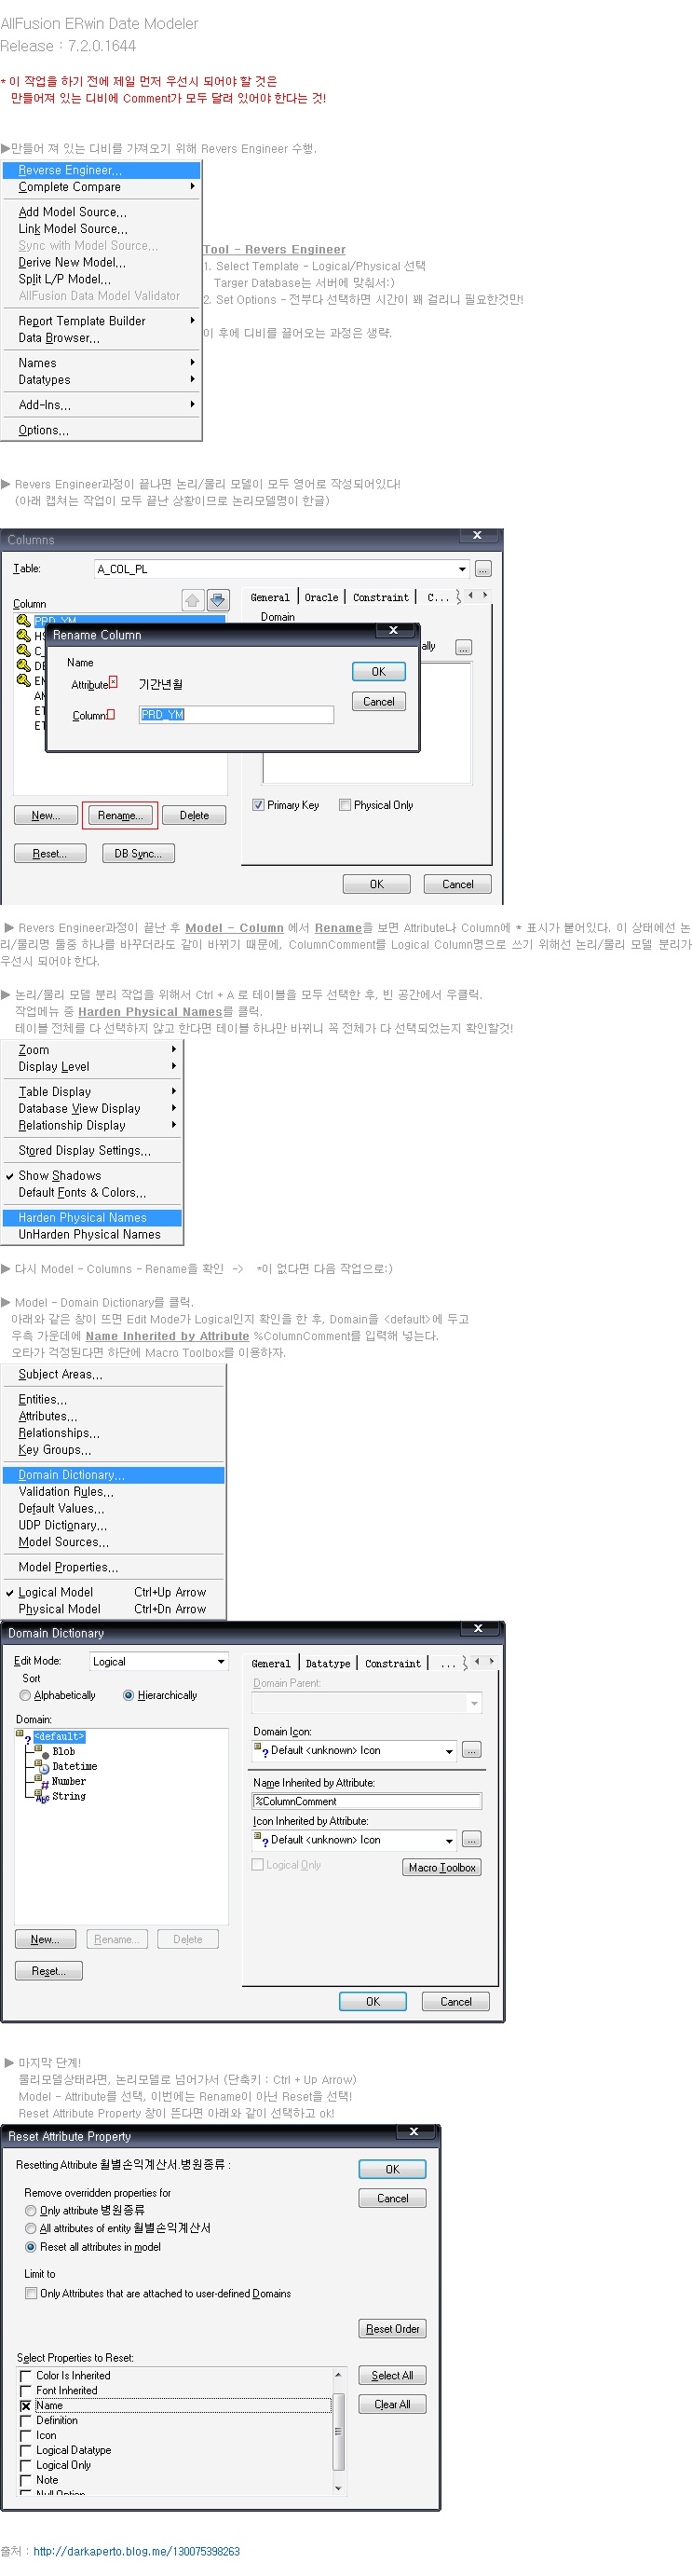 AllFusion ERwin Date Modeler
Release : 7.2.0.1644
* 이 작업을 하기 전에 제일 먼저 우선시 되어야 할 것은
만들어져 있는 디비에 Comment가 모두 달려 있어야 한다는 것!
▶만들어 져 있는 디비를 가져오기 위해 Revers Engineer 수행.
Reverse Engineer...
Complete Compare
Add Model Source...
Link Model Source...
Sync with Model Source...
Derive New Model...
Split L/P Model...
AllFusion Data Model Validator
Report Template Builder
Data Browser...
Names
Datatypes
Add-Ins...
Options...
Tool - Revers Engineer
1. Select Template - Logical/Physical 선택
Targer Database는 서버에 맞춰서:)
2. Set Options - 전부다 선택하면 시간이 꽤 걸리니 필요한것만!
이 후에 디비를 끌어오는 과정은 생략.
▶ Revers Engineer과정이 끝나면 논리/물리 모델이 모두 영어로 작성되어있다!
(아래 캡쳐는 작업이 모두 끝난 상황이므로 논리모델명이 한글)
Columns
Table:
A_COL_PL
...
Column
General
Oracle
Constraint
C...
PRD_YM
Domain
HS
C_
DE
EM
AM
ET
ET
ally
...
Rename Column
Name
Attribute:*
기간년월
Column:
PRD_YM
OK
Cancel
Primary Key
Physical Only
New...
Rename...
Delete
Reset...
DB Sync...
OK
Cancel
▶ Revers Engineer과정이 끝난 후 Model - Column 에서 Rename을 보면 Attribute나 Column에 * 표시가 붙어있다. 이 상태에선 논
리/물리명 둘중 하나를 바꾸더라도 같이 바뀌기 때문에, ColumnComment를 Logical Column명으로 쓰기 위해선 논리/물리 모델 분리가
우선시 되어야 한다.
▶ 논리/물리 모델 분리 작업을 위해서 Ctrl + A 로 테이블을 모두 선택한 후, 빈 공간에서 우클릭.
작업메뉴 중 Harden Physical Names를 클릭.
테이블 전체를 다 선택하지 않고 한다면 테이블 하나만 바뀌니 꼭 전체가 다 선택되었는지 확인할것!
Zoom
Display Level
Table Display
Database View Display
Relationship Display
Stored Display Settings...
Show Shadows
Default Fonts & Colors...
Harden Physical Names
UnHarden Physical Names
▶ 다시 Model - Columns - Rename을 확인 -> *이 없다면 다음 작업으로:)
▶ Model - Domain Dictionary를 클릭.
아래와 같은 창이 뜨면 Edit Mode가 Logical인지 확인을 한 후, Domain을 <default>에 두고
우측 가운데에 Name Inherited by Attribute %ColumnComment를 입력해 넣는다.
오타가 걱정된다면 하단에 Macro Toolbox를 이용하자.
Subject Areas...
Entities...
Attributes...
Relationships...
Key Groups...
Domain Dictionary...
Validation Rules...
Default Values...
UDP Dictionary...
Model Sources...
Model Properties...
Logical Model Ctrl+Up Arrow
Physical Model Ctrl+Dn Arrow
Domain Dictionary
Edit Mode:
Logical
General
Datatype
Constraint
...
Sort
Alphabetically
Hierarchically
Domain Parent:
Domain:
<default>
Blob
Datetime
Number
String
Domain Icon:
Default <unknown> Icon
...
Name Inherited by Attribute:
%ColumnComment
Icon Inherited by Attribute:
Default <unknown> Icon
...
Logical Only
Macro Toolbox
New...
Rename...
Delete
Reset...
OK
Cancel
▶ 마지막 단계!
물리모델상태라면, 논리모델로 넘어가서 (단축키 : Ctrl + Up Arrow)
Model - Attribute를 선택, 이번에는 Rename이 아닌 Reset을 선택!
Reset Attribute Property 창이 뜬다면 아래와 같이 선택하고 ok!
Reset Attribute Property
Resetting Attribute 월별손익계산서.병원종류 :
OK
Cancel
Remove overridden properties for
Only attribute 병원종류
All attributes of entity 월별손익계산서
Reset all attributes in model
Limit to
Only Attributes that are attached to user-defined Domains
Reset Order
Select Properties to Reset:
Color Is Inherited
Font Inherited
Name
Definition
Icon
Logical Datatype
Logical Only
Note
Null Option
Select All
Clear All
출처 : http://darkaperto.blog.me/130075398263